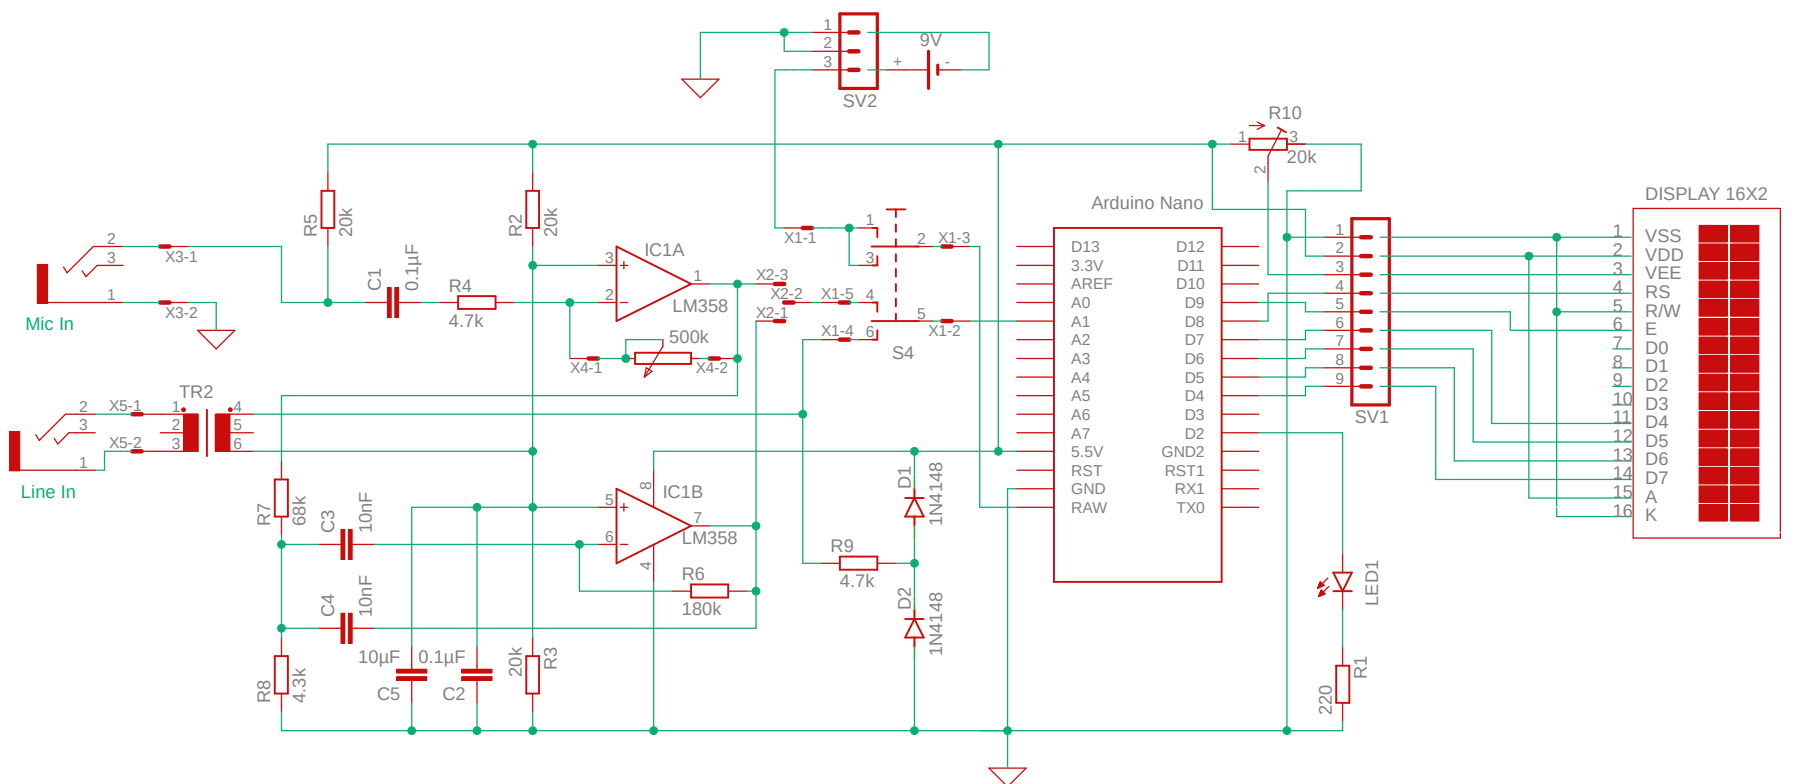 1
2
3
SV2
9V
+
-
R10
1
3
2
20k
R5
20k
R2
20k
2
3
1
X3-1
X3-2
Mic In
C1
0.1µF
R4
4.7k
IC1A
3
+
2
−
1
LM358
X2-3
X2-2
X2-1
500k
X4-1
X4-2
X1-1
1
2
3
X1-3
X1-5
4
5
6
X1-4
X1-2
S4
Arduino Nano
D13
3.3V
AREF
A0
A1
A2
A3
A4
A5
A6
A7
5.5V
RST
GND
RAW
D12
D11
D10
D9
D8
D7
D6
D5
D4
D3
D2
GND2
RST1
RX1
TX0
1
2
3
4
5
6
7
8
9
SV1
DISPLAY 16X2
1 VSS
2 VDD
3 VEE
4 RS
5 R/W
6 E
7 D0
8 D1
9 D2
10 D3
11 D4
12 D5
13 D6
14 D7
15 A
16 K
TR2
2
3
1
X5-1
X5-2
1
2
3
4
5
6
Line In
R7
68k
C3
10nF
C4
10nF
R8
4.3k
10µF
C5
0.1µF
C2
20k
R3
IC1B
5
+
6
−
8
4
7
LM358
R6
180k
R9
4.7k
D1
1N4148
D2
1N4148
LED1
R1
220